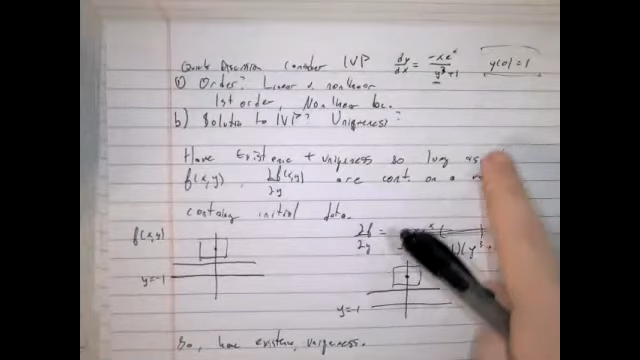 Quick Discussion Consider IVP dy/dx = -xe^x/(y³+1) y(0)=1
a) Order? Linear v. nonlinear
1st order, Nonlinear bc.
b) Solution to IVP? Uniqueness?
Have Existence + uniqueness so long as
f(x,y), ∂f(x,y)/∂y are cont. on a
containing initial data.
f(x,y)
∂f/∂y =
y=-1
y=-1
So, have existence, uniqueness.